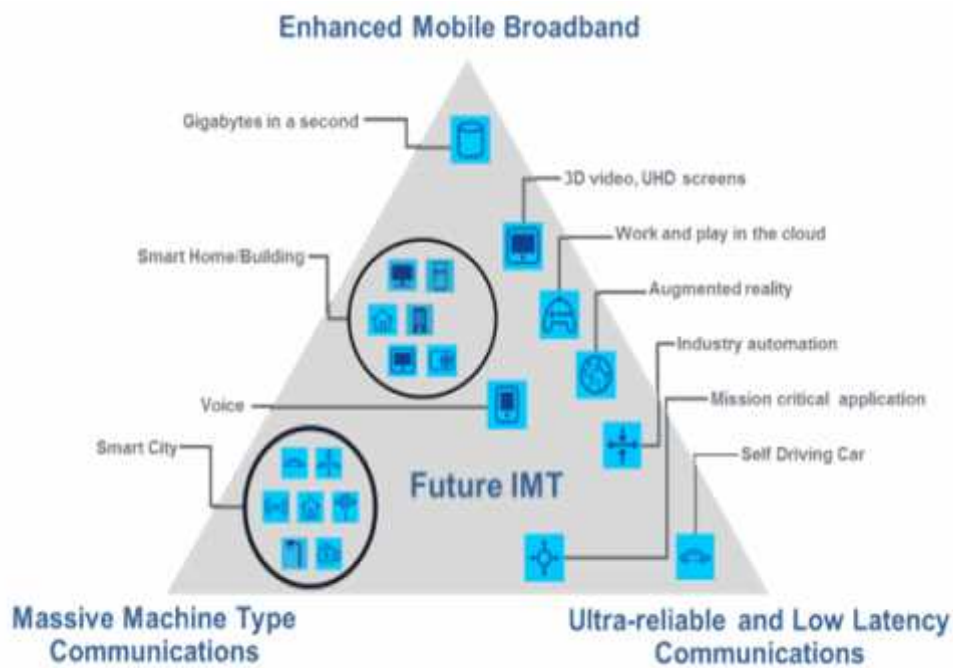 Enhanced Mobile Broadband
Gigabytes in a second
3D video, UHD screens
Work and play in the cloud
Smart Home/Building
Augmented reality
Industry automation
Mission critical application
Voice
Smart City
Self Driving Car
Future IMT
Massive Machine Type
Communications
Ultra-reliable and Low Latency
Communications